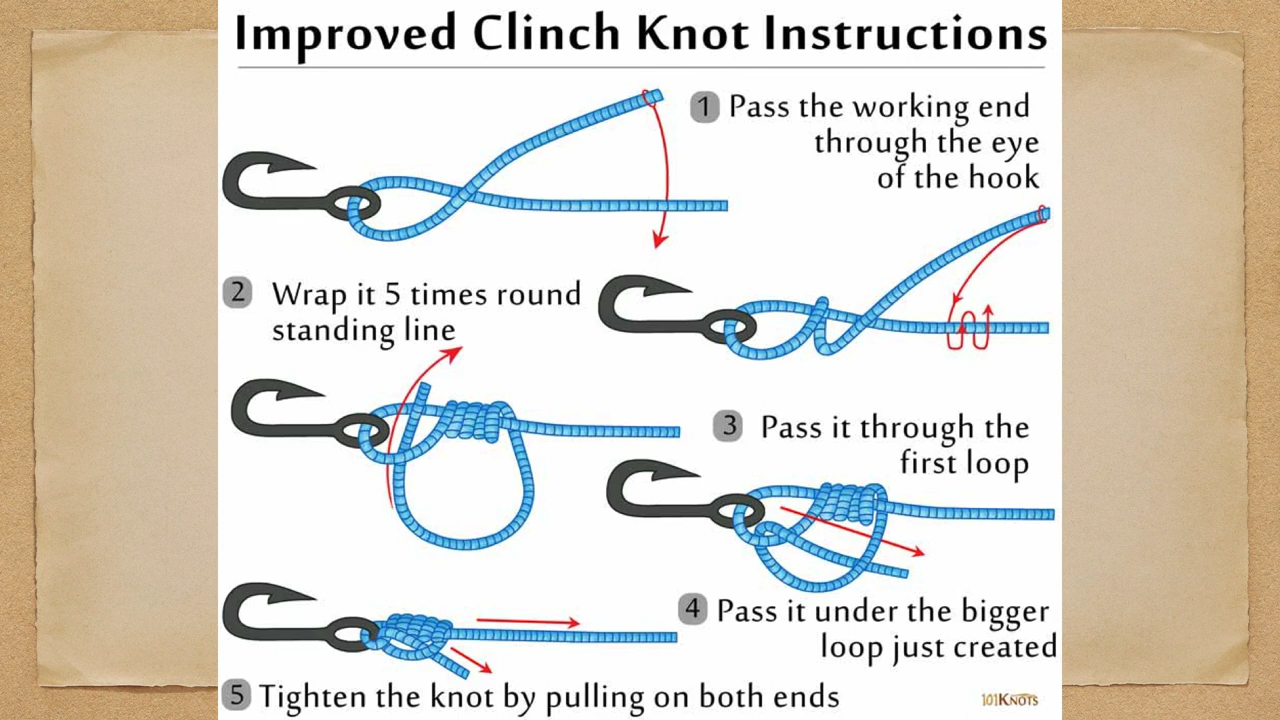 Improved Clinch Knot Instructions
1 Pass the working end
through the eye
of the hook
2 Wrap it 5 times round
standing line
3 Pass it through the
first loop
4 Pass it under the bigger
loop just created
5 Tighten the knot by pulling on both ends
101KNOTS